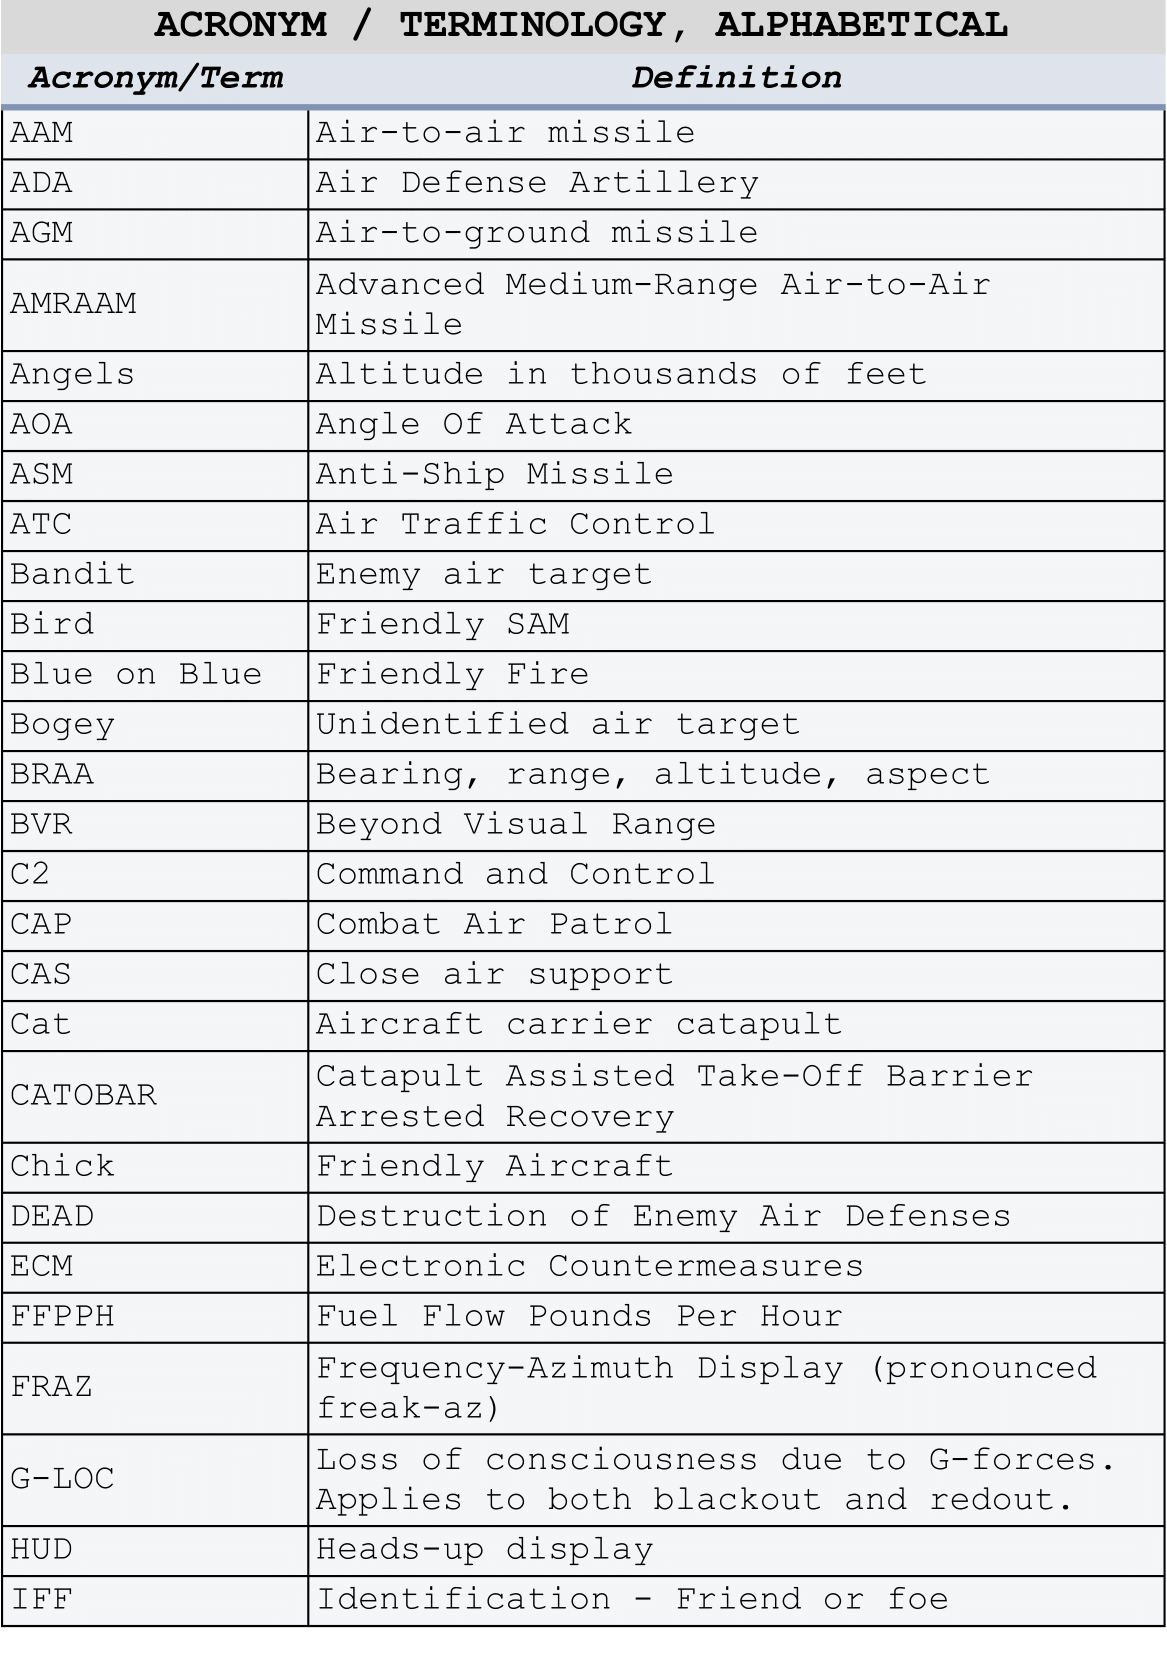 ACRONYM / TERMINOLOGY, ALPHABETICAL
Acronym/Term Definition
AAM Air-to-air missile
ADA Air Defense Artillery
AGM Air-to-ground missile
AMRAAM Advanced Medium-Range Air-to-Air
Missile
Angels Altitude in thousands of feet
AOA Angle Of Attack
ASM Anti-Ship Missile
ATC Air Traffic Control
Bandit Enemy air target
Bird Friendly SAM
Blue on Blue Friendly Fire
Bogey Unidentified air target
BRAA Bearing, range, altitude, aspect
BVR Beyond Visual Range
C2 Command and Control
CAP Combat Air Patrol
CAS Close air support
Cat Aircraft carrier catapult
CATOBAR Catapult Assisted Take-Off Barrier
Arrested Recovery
Chick Friendly Aircraft
DEAD Destruction of Enemy Air Defenses
ECM Electronic Countermeasures
FFPPH Fuel Flow Pounds Per Hour
FRAZ Frequency-Azimuth Display (pronounced
freak-az)
G-LOC Loss of consciousness due to G-forces.
Applies to both blackout and redout.
HUD Heads-up display
IFF Identification - Friend or foe